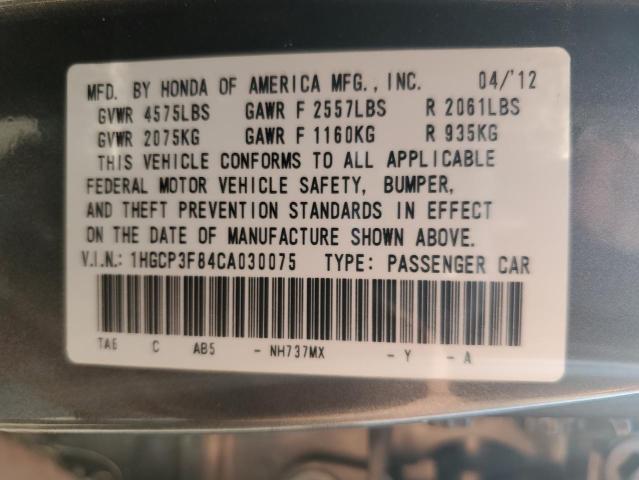 MFD. BY HONDA OF AMERICA MFG., INC. 04/'12
GVWR 4575LBS GAWR F 2557LBS R 2061LBS
GVWR 2075KG GAWR F 1160KG R 935KG
THIS VEHICLE CONFORMS TO ALL APPLICABLE
FEDERAL MOTOR VEHICLE SAFETY, BUMPER,
AND THEFT PREVENTION STANDARDS IN EFFECT
ON THE DATE OF MANUFACTURE SHOWN ABOVE.
V.I.N.: 1HGCP3F84CA030075 TYPE: PASSENGER CAR
TA6 C AB5 - NH737MX - Y - A